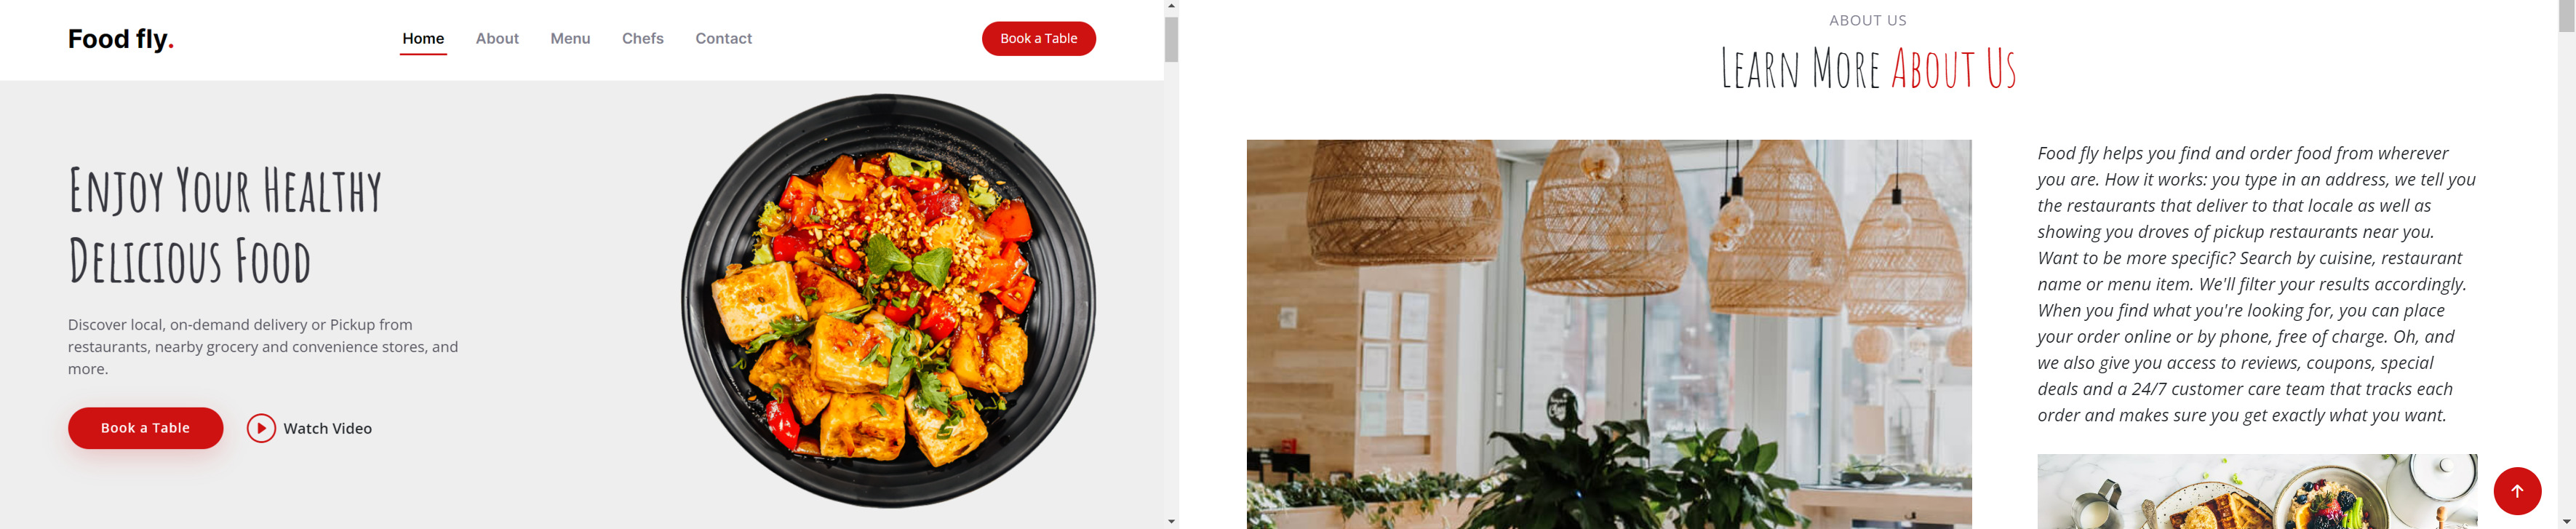 Food fly.
Home About Menu Chefs Contact
Book a Table
Enjoy Your Healthy
Delicious Food
Discover local, on-demand delivery or Pickup from
restaurants, nearby grocery and convenience stores, and
more.
Book a Table
Watch Video
ABOUT US
Learn More About Us
Food fly helps you find and order food from wherever
you are. How it works: you type in an address, we tell you
the restaurants that deliver to that locale as well as
showing you droves of pickup restaurants near you.
Want to be more specific? Search by cuisine, restaurant
name or menu item. We'll filter your results accordingly.
When you find what you're looking for, you can place
your order online or by phone, free of charge. Oh, and
we also give you access to reviews, coupons, special
deals and a 24/7 customer care team that tracks each
order and makes sure you get exactly what you want.